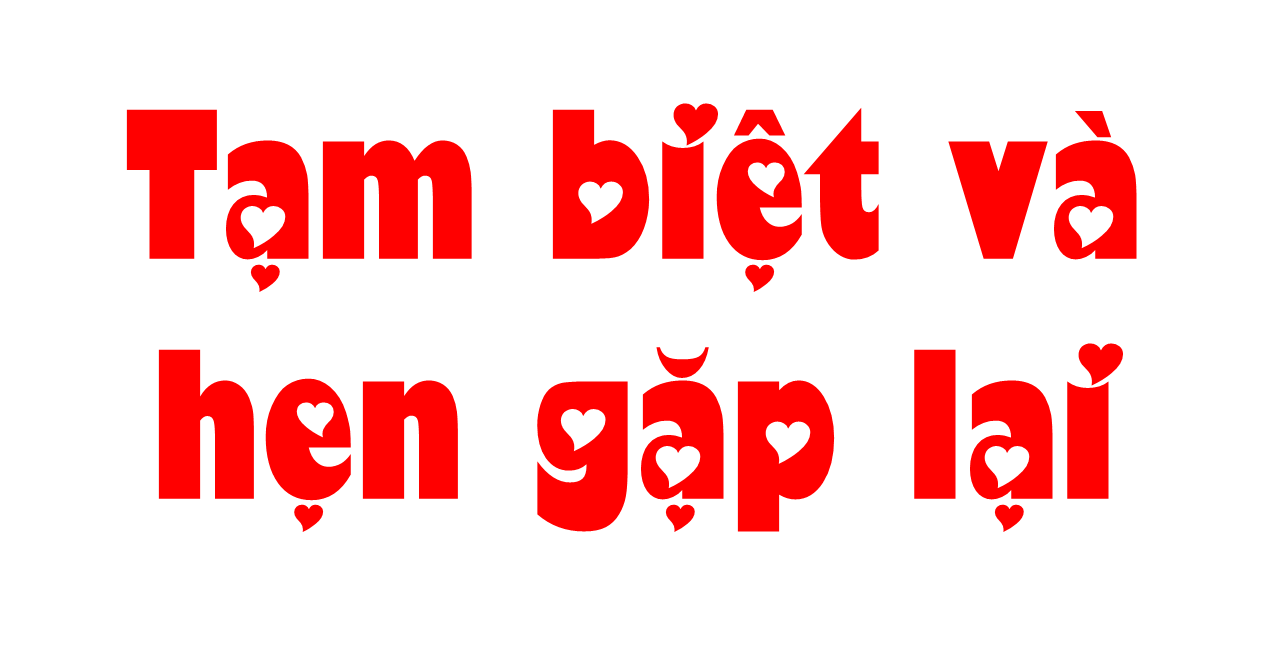 Tạm biệt và
hẹn gặp lại